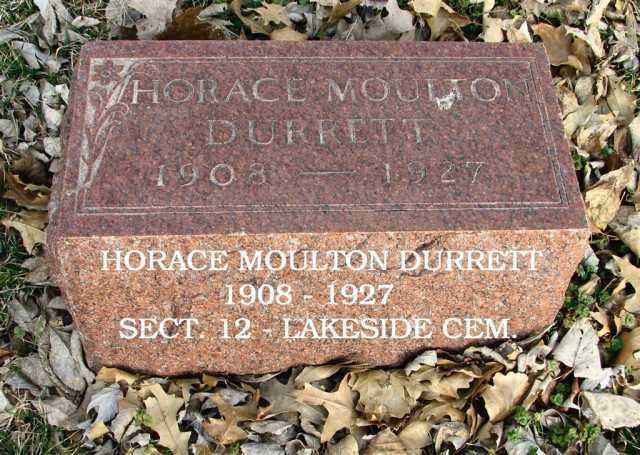 HORACE MOULTON
DURRETT
1908 — 1927
HORACE MOULTON DURRETT
1908 - 1927
SECT. 12 - LAKESIDE CEM.